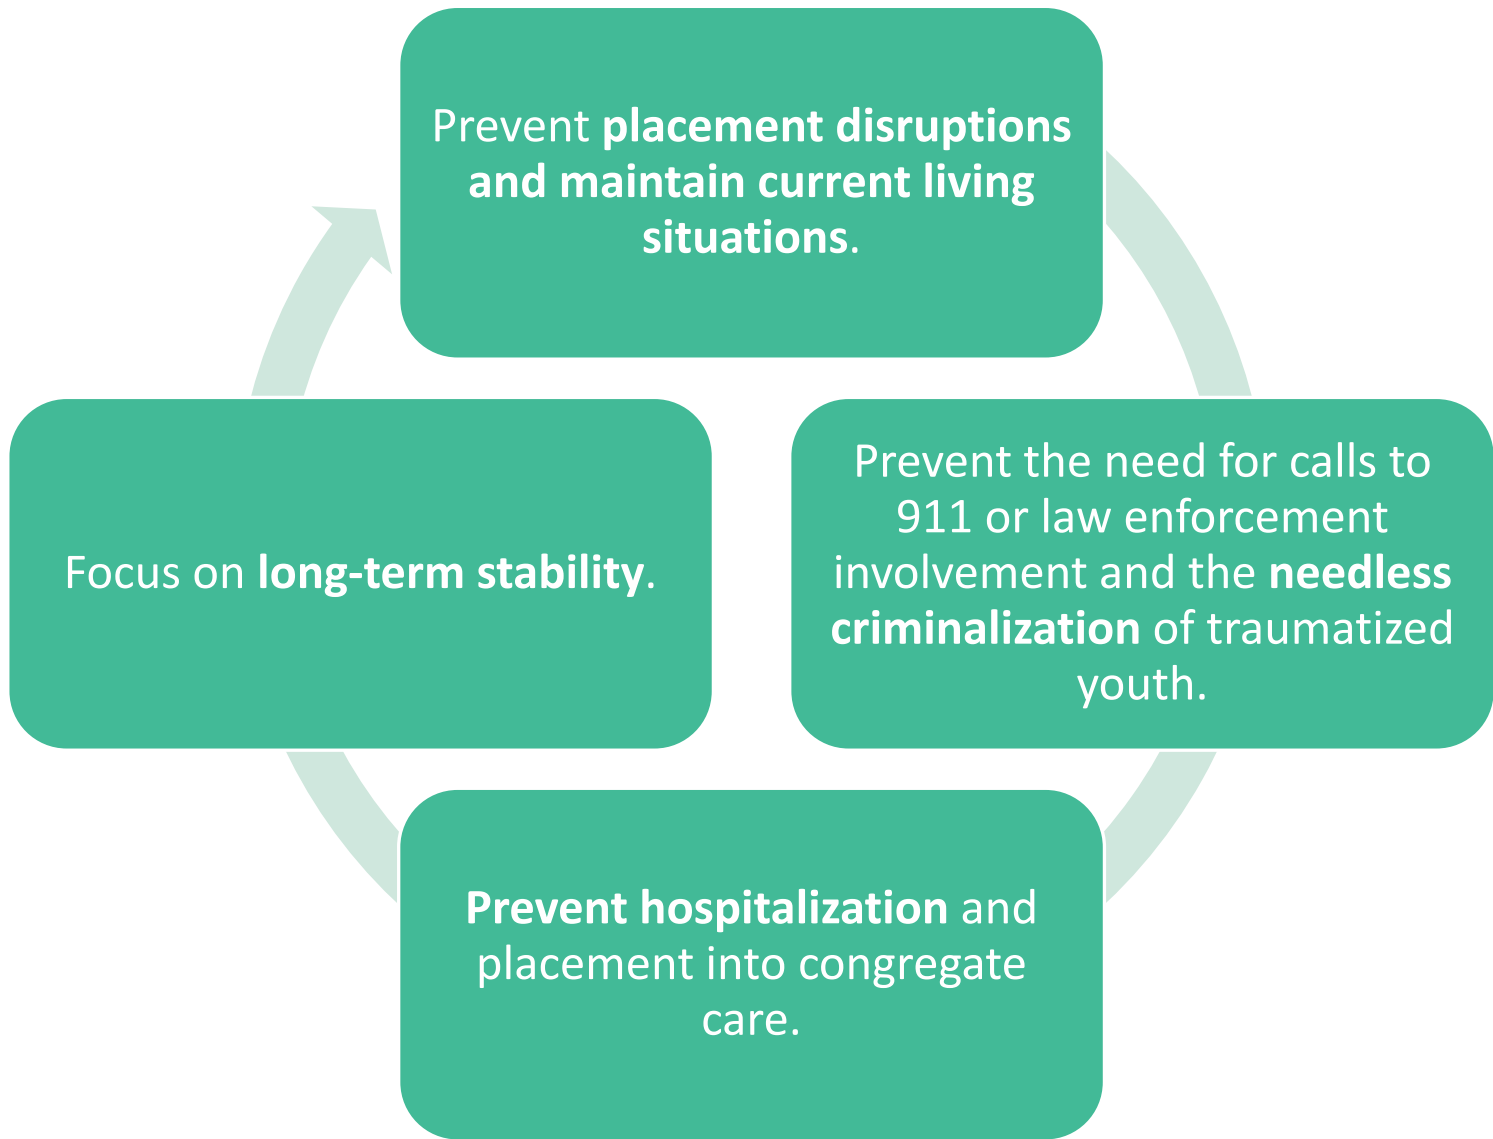 Prevent placement disruptions
and maintain current living
situations.
Prevent the need for calls to
911 or law enforcement
involvement and the needless
criminalization of traumatized
youth.
Prevent hospitalization and
placement into congregate
care.
Focus on long-term stability.